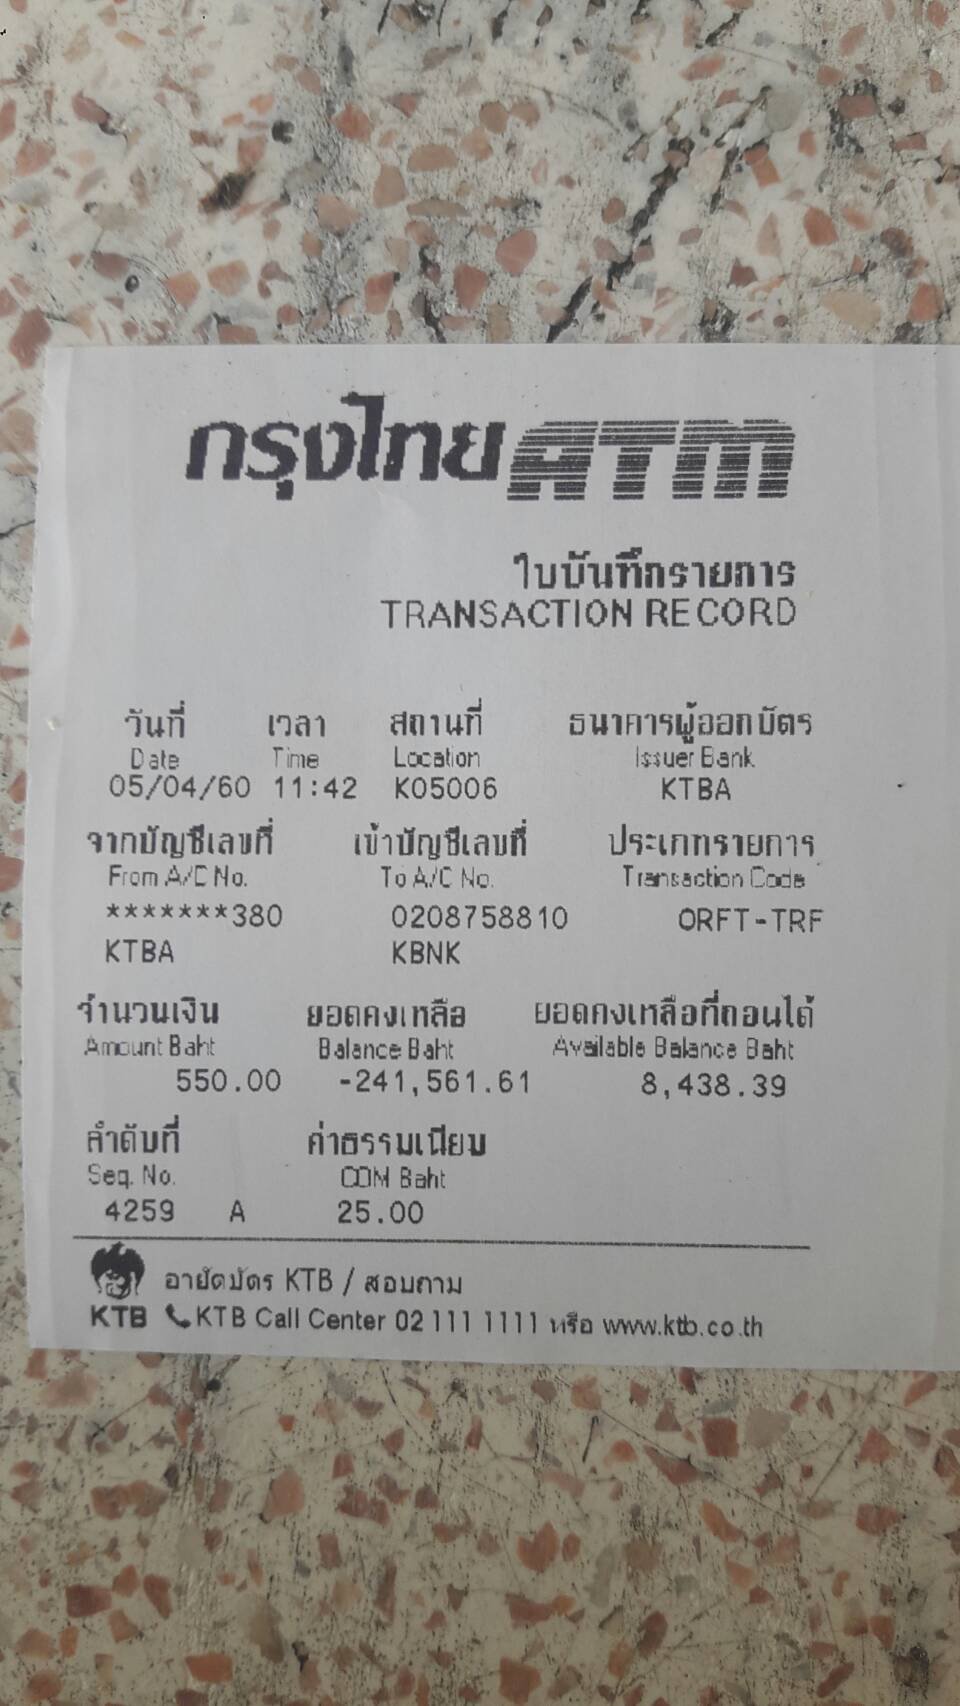 กรุงไทย ATM
ใบบันทึกรายการ
TRANSACTION RECORD
วันที่ เวลา สถานที่ ธนาคารผู้ออกบัตร
Date Time Location Issuer Bank
05/04/60 11:42 K05006 KTBA
จากบัญชีเลขที่ เข้าบัญชีเลขที่ ประเภทรายการ
From A/C No. To A/C No. Transaction Code
*******380 0208758810 ORFT-TRF
KTBA KBNK
จำนวนเงิน ยอดคงเหลือ ยอดคงเหลือที่ถอนได้
Amount Baht Balance Baht Available Balance Baht
550.00 -241,561.61 8,438.39
ลำดับที่ ค่าธรรมเนียม
Seq. No. COM Baht
4259 A 25.00
อายัดบัตร KTB / สอบถาม
KTB KTB Call Center 02 111 1111 หรือ www.ktb.co.th